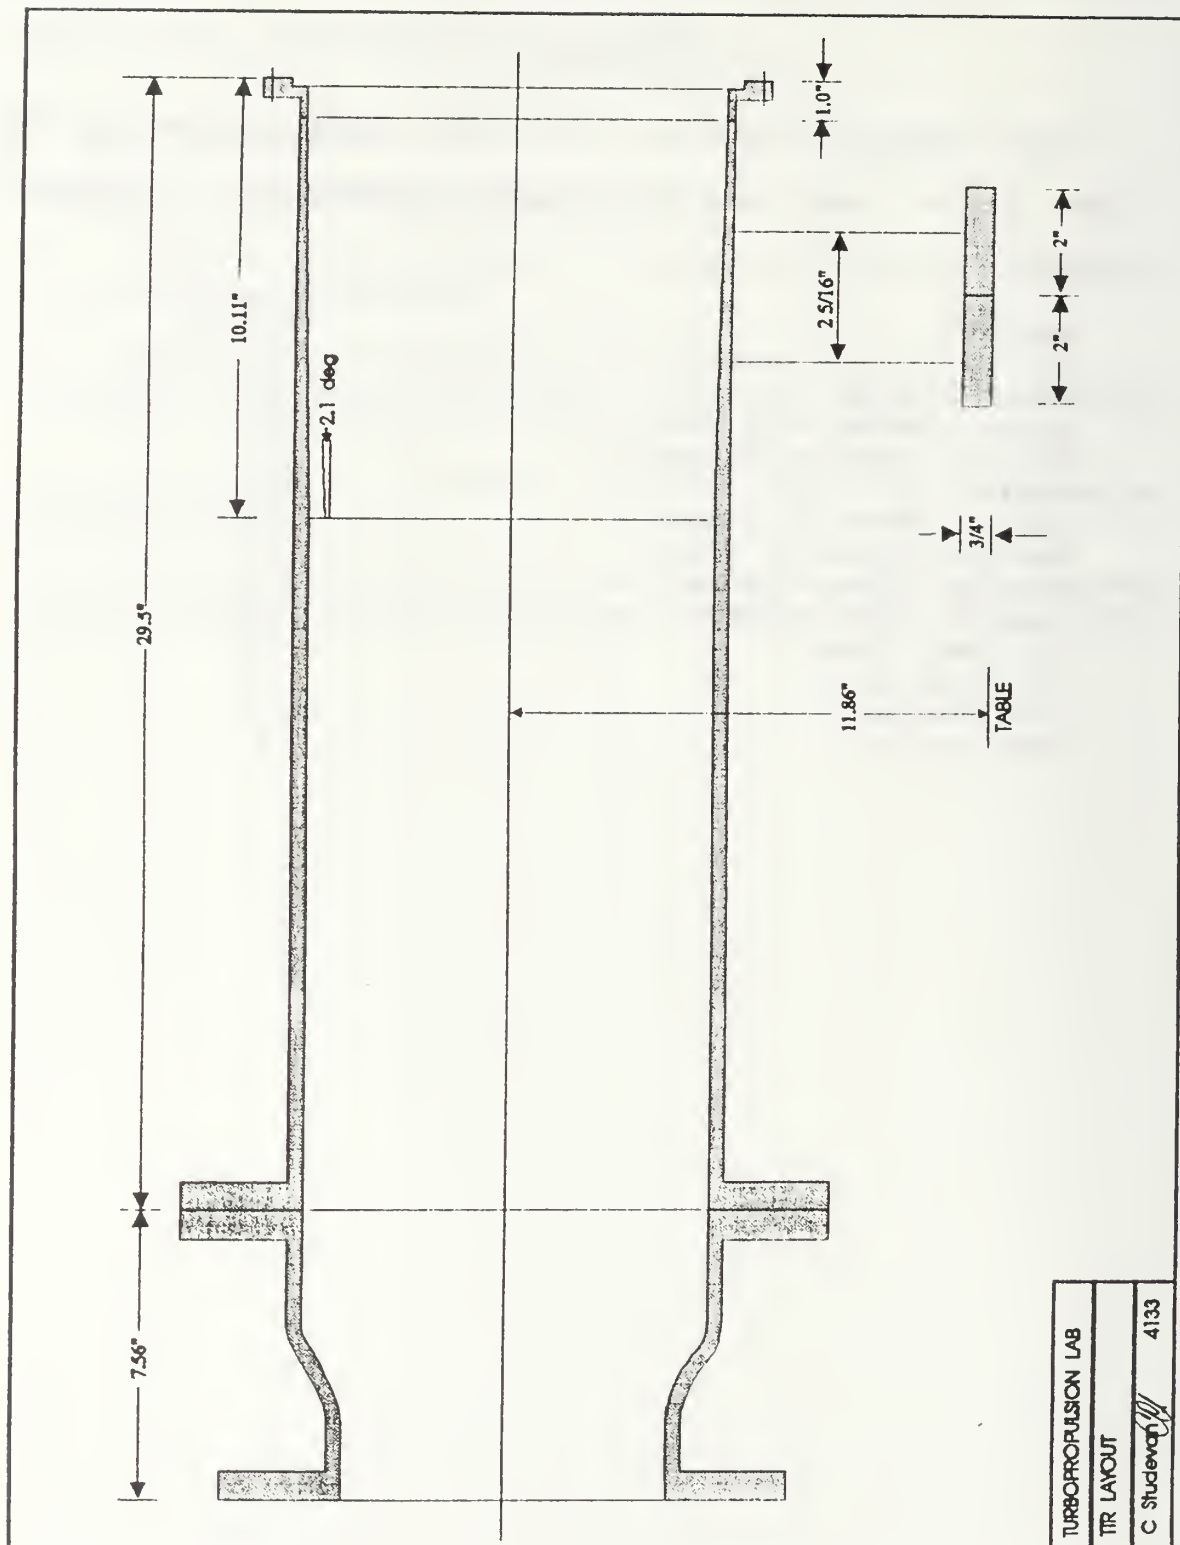 7.56"
29.5"
10.11"
2.1 deg
1.0"
2 5/16"
11.86"
TABLE
3/4"
2"
2"
TURBOPROPULSION LAB
TTR LAYOUT
C Studevan 4133